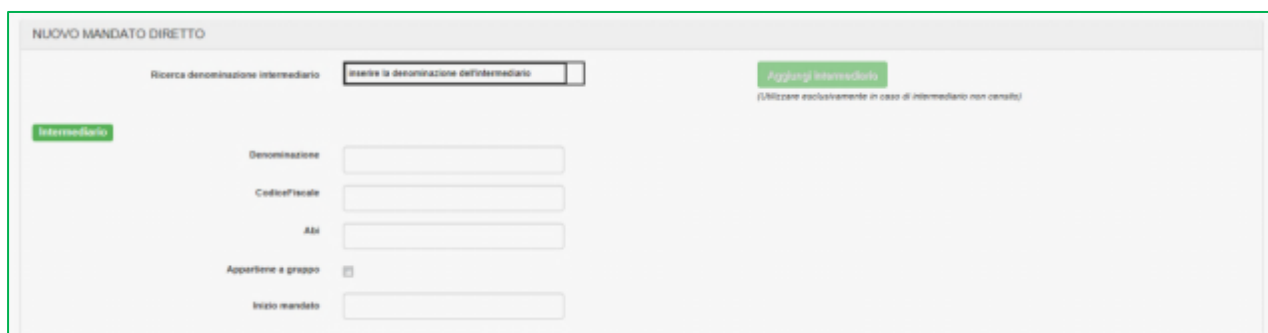 NUOVO MANDATO DIRETTO
Ricerca denominazione intermediario
inserire la denominazione dell'intermediario
Aggiungi intermediario
(Utilizzare esclusivamente in caso di intermediario non censito)
Intermediario
Denominazione
CodiceFiscale
Abi
Appartiene a gruppo
Inizio mandato